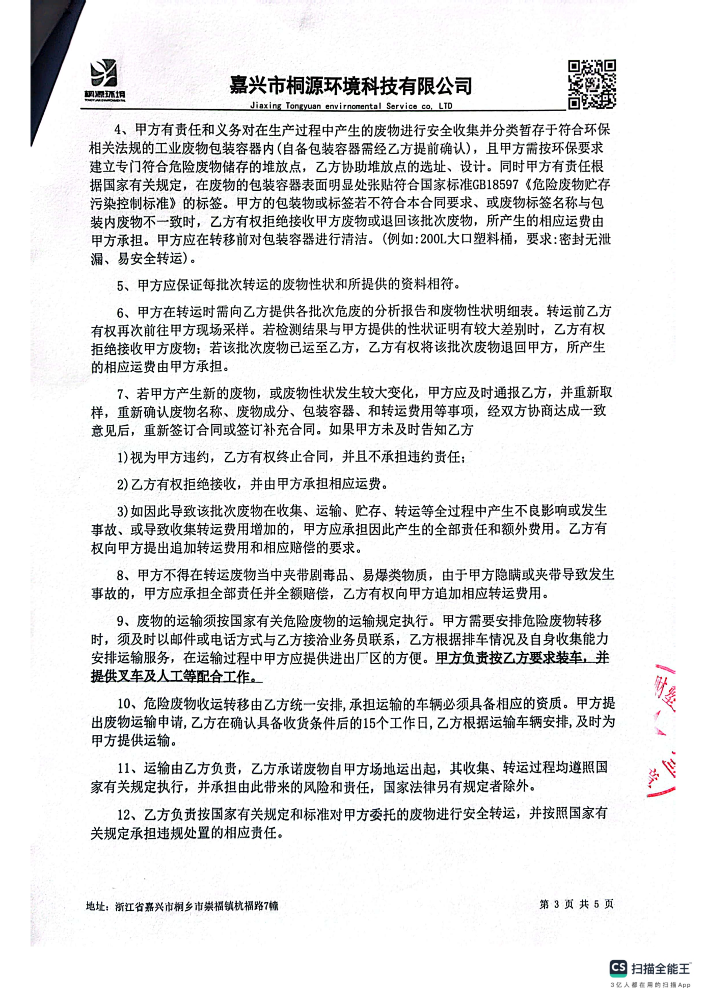 桐源环境
TONGYUAN ENVIRONMENTAL
嘉兴市桐源环境科技有限公司
Jiaxing Tongyuan envirnomental Service co, LTD
4、甲方有责任和义务对在生产过程中产生的废物进行安全收集并分类暂存于符合环保
相关法规的工业废物包装容器内(自备包装容器需经乙方提前确认)，且甲方需按环保要求
建立专门符合危险废物储存的堆放点，乙方协助堆放点的选址、设计。同时甲方有责任根
据国家有关规定，在废物的包装容器表面明显处张贴符合国家标准GB18597《危险废物贮存
污染控制标准》的标签。甲方的包装物或标签若不符合本合同要求、或废物标签名称与包
装内废物不一致时，乙方有权拒绝接收甲方废物或退回该批次废物，所产生的相应运费由
甲方承担。甲方应在转移前对包装容器进行清洁。(例如:200L大口塑料桶，要求:密封无泄
漏、易安全转运)。
5、甲方应保证每批次转运的废物性状和所提供的资料相符。
6、甲方在转运时需向乙方提供各批次危废的分析报告和废物性状明细表。转运前乙方
有权再次前往甲方现场采样。若检测结果与甲方提供的性状证明有较大差别时，乙方有权
拒绝接收甲方废物；若该批次废物已运至乙方，乙方有权将该批次废物退回甲方，所产生
的相应运费由甲方承担。
7、若甲方产生新的废物，或废物性状发生较大变化，甲方应及时通报乙方，并重新取
样，重新确认废物名称、废物成分、包装容器、和转运费用等事项，经双方协商达成一致
意见后，重新签订合同或签订补充合同。如果甲方未及时告知乙方
1)视为甲方违约，乙方有权终止合同，并且不承担违约责任；
2)乙方有权拒绝接收，并由甲方承担相应运费。
3)如因此导致该批次废物在收集、运输、贮存、转运等全过程中产生不良影响或发生
事故、或导致收集转运费用增加的，甲方应承担因此产生的全部责任和额外费用。乙方有
权向甲方提出追加转运费用和相应赔偿的要求。
8、甲方不得在转运废物当中夹带剧毒品、易爆类物质，由于甲方隐瞒或夹带导致发生
事故的，甲方应承担全部责任并全额赔偿，乙方有权向甲方追加相应转运费用。
9、废物的运输须按国家有关危险废物的运输规定执行。甲方需要安排危险废物转移
时，须及时以邮件或电话方式与乙方接洽业务员联系，乙方根据排车情况及自身收集能力
安排运输服务，在运输过程中甲方应提供进出厂区的方便。甲方负责按乙方要求装车，并
提供叉车及人工等配合工作。
10、危险废物收运转移由乙方统一安排,承担运输的车辆必须具备相应的资质。甲方提
出废物运输申请,乙方在确认具备收货条件后的15个工作日,乙方根据运输车辆安排,及时为
甲方提供运输。
11、运输由乙方负责，乙方承诺废物自甲方场地运出起，其收集、转运过程均遵照国
家有关规定执行，并承担由此带来的风险和责任，国家法律另有规定者除外。
12、乙方负责按国家有关规定和标准对甲方委托的废物进行安全转运，并按照国家有
关规定承担违规处置的相应责任。
地址：浙江省嘉兴市桐乡市崇福镇杭福路7幢
第 3 页 共 5 页
CS 扫描全能王
3亿人都在用的扫描App